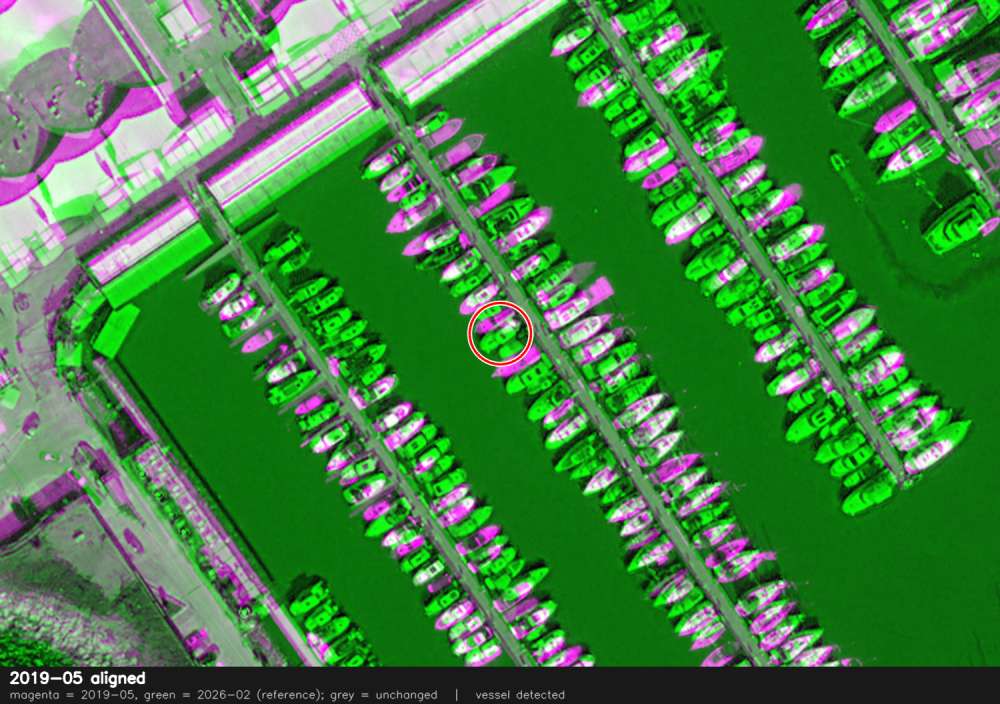 2019-05 aligned
magenta = 2019-05, green = 2026-02 (reference); grey = unchanged | vessel detected